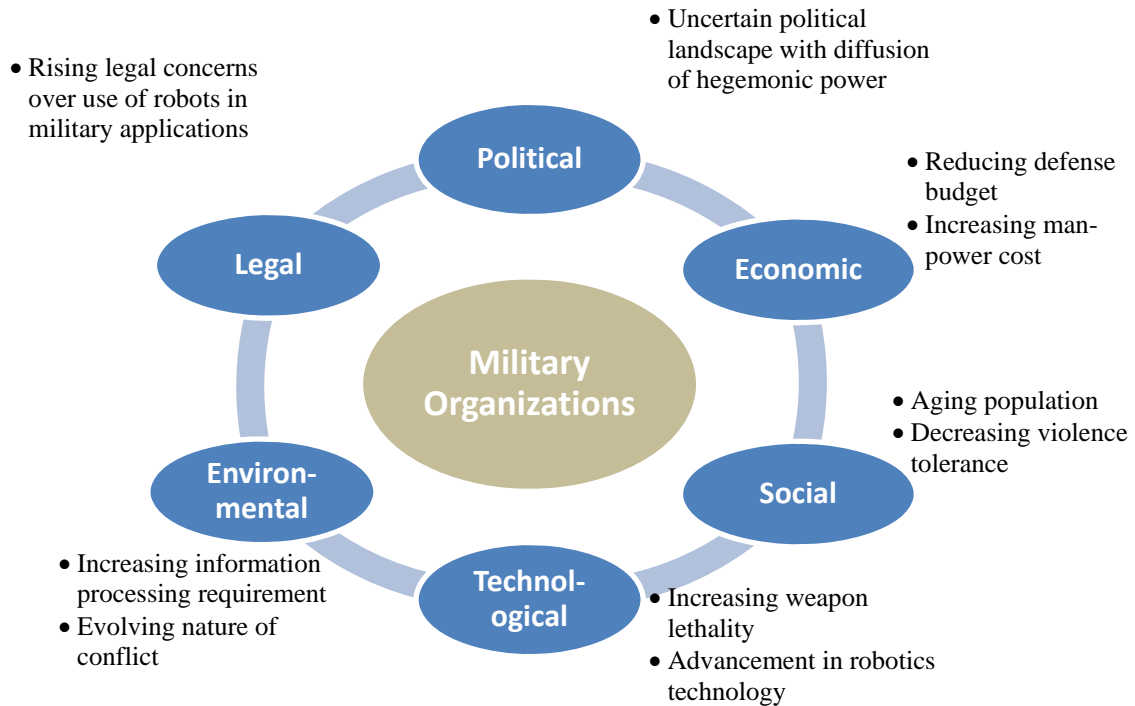 • Uncertain political
landscape with diffusion
of hegemonic power
• Rising legal concerns
over use of robots in
military applications
Political
• Reducing defense
budget
• Increasing man-
power cost
Legal
Economic
Military
Organizations
• Aging population
• Decreasing violence
tolerance
Environ-
mental
Social
• Increasing information
processing requirement
• Evolving nature of
conflict
Technol-
ogical
• Increasing weapon
lethality
• Advancement in robotics
technology